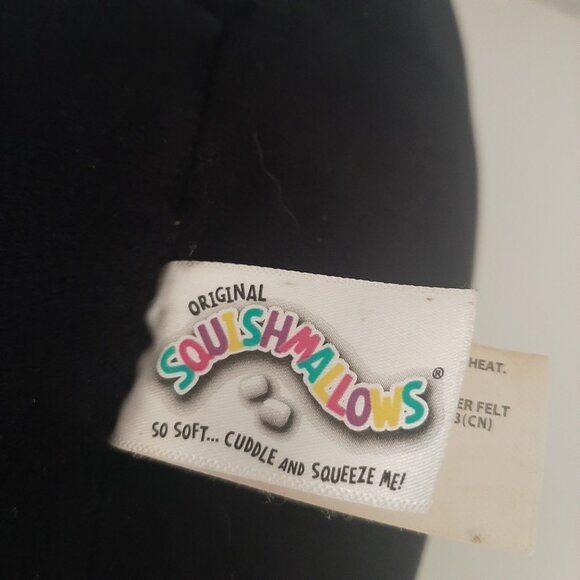 ORIGINAL
SQUISHMALLOWS®
SO SOFT... CUDDLE AND SQUEEZE ME!
HEAT.
ER FELT
3(CN)